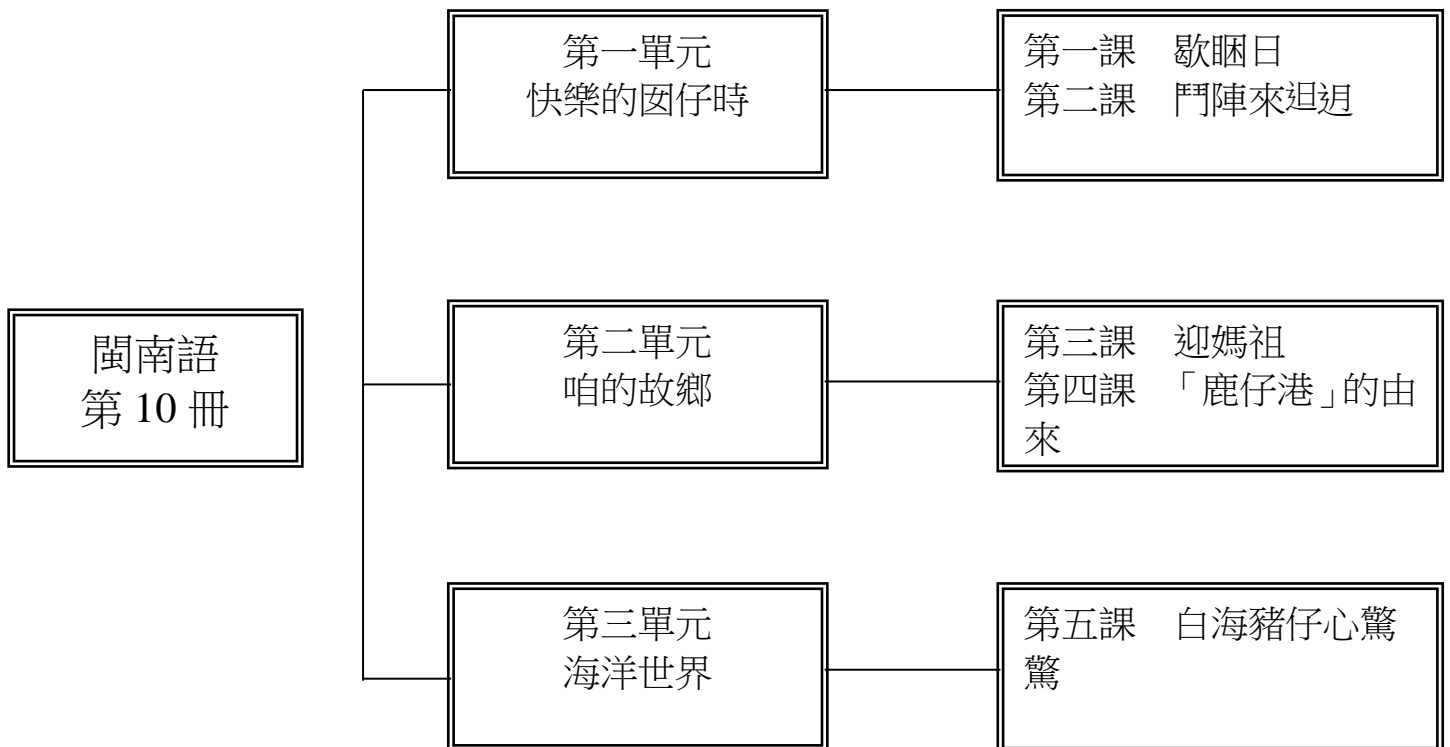 閩南語
第 10 冊
第一單元
快樂的囡仔時
第一課　歇睏日
第二課　鬥陣來𨑨迌
第二單元
咱的故鄉
第三課　迎媽祖
第四課　「鹿仔港」的由
來
第三單元
海洋世界
第五課　白海豬仔心驚
驚